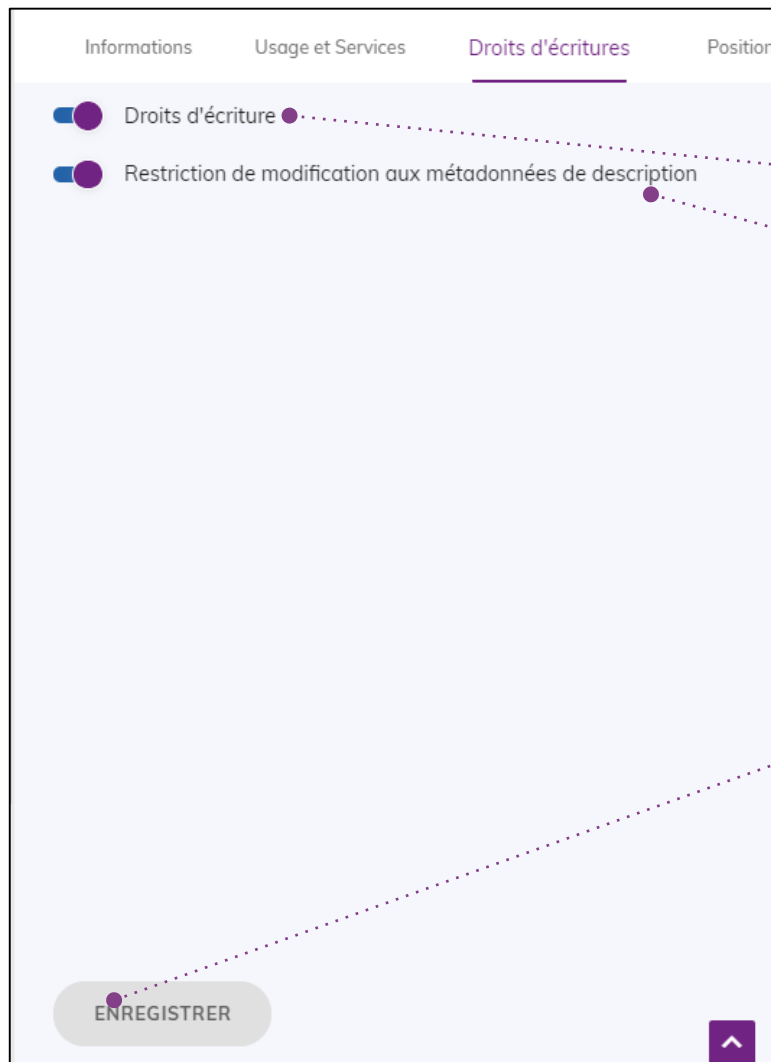 Informations Usage et Services Droits d'écritures Position
Droits d'écriture
Restriction de modification aux métadonnées de description
ENREGISTRER